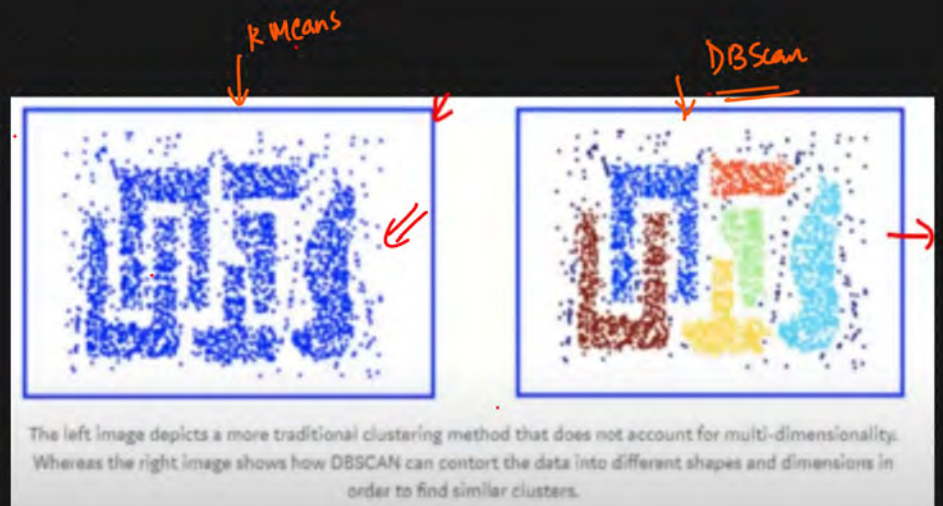 K Means
DBScan
The left image depicts a more traditional clustering method that does not account for multi-dimensionality.
Whereas the right image shows how DBSCAN can contort the data into different shapes and dimensions in
order to find similar clusters.